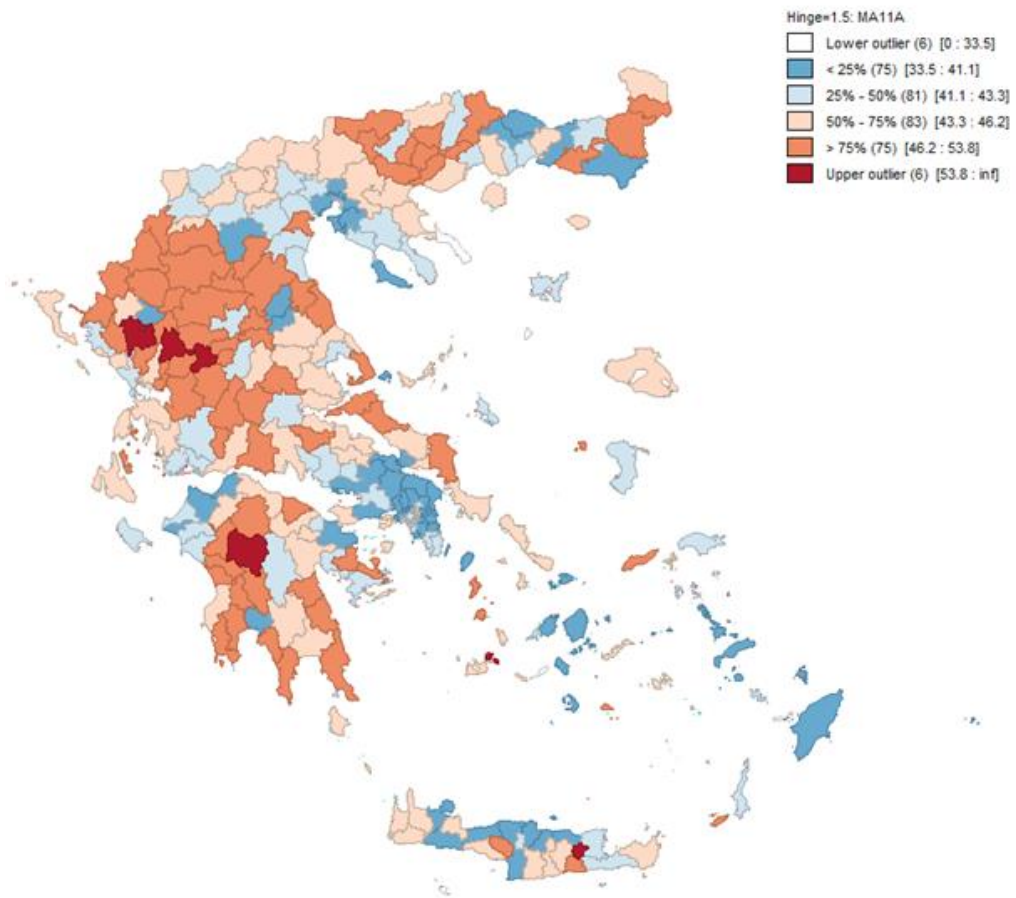 Hinge=1.5: MA11A
Lower outlier (6) [0 : 33.5]
< 25% (75) [33.5 : 41.1]
25% - 50% (81) [41.1 : 43.3]
50% - 75% (83) [43.3 : 46.2]
> 75% (75) [46.2 : 53.8]
Upper outlier (6) [53.8 : inf]